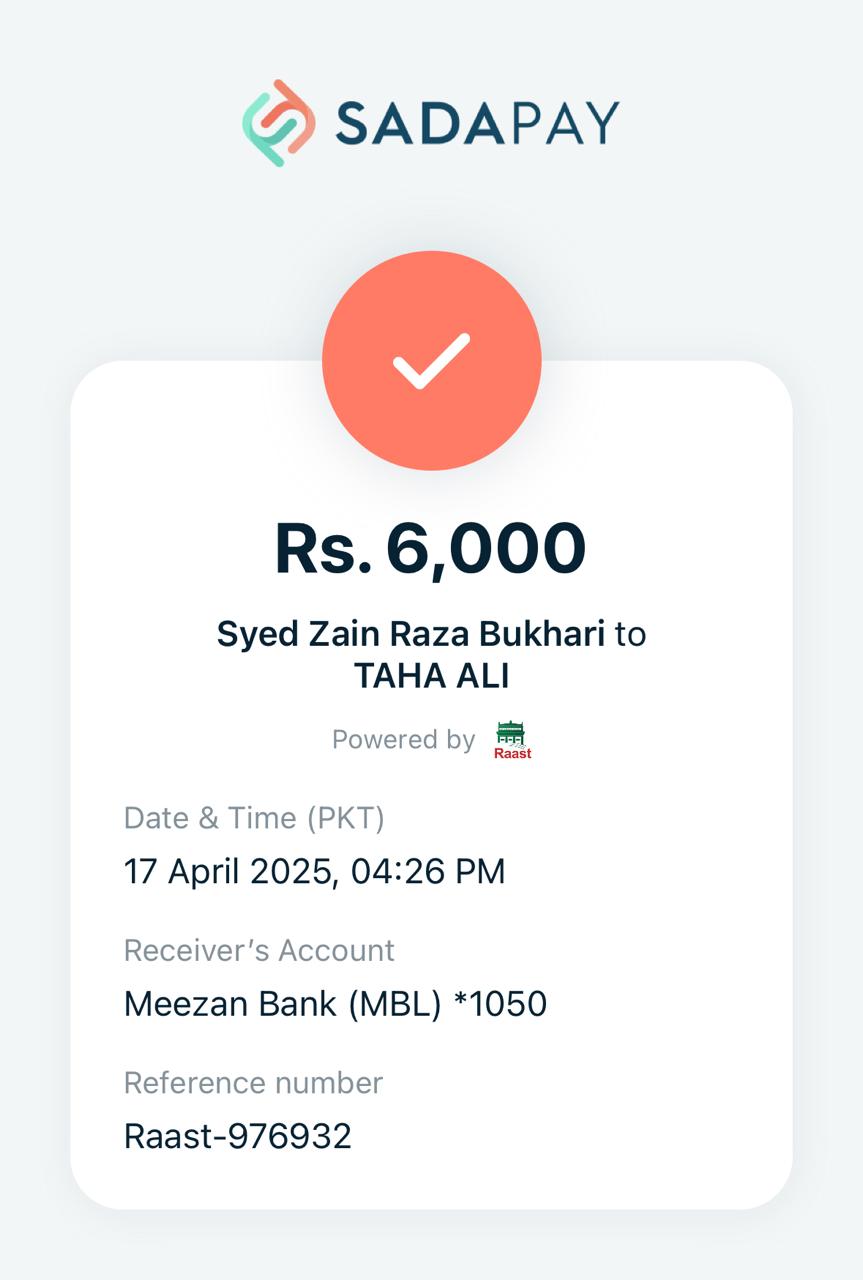 SADAPAY
Rs. 6,000
Syed Zain Raza Bukhari to
TAHA ALI
Powered by Raast
Date & Time (PKT)
17 April 2025, 04:26 PM
Receiver’s Account
Meezan Bank (MBL) *1050
Reference number
Raast-976932